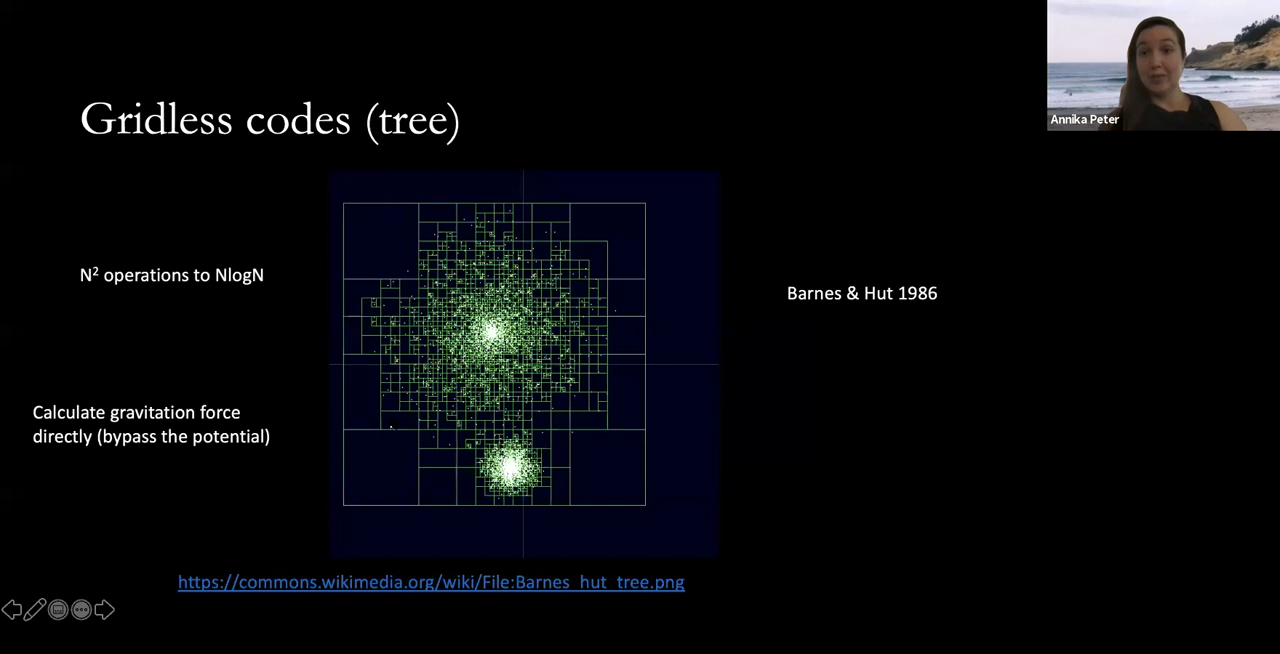 Annika Peter
Gridless codes (tree)
N² operations to NlogN
Barnes & Hut 1986
Calculate gravitation force
directly (bypass the potential)
https://commons.wikimedia.org/wiki/File:Barnes_hut_tree.png